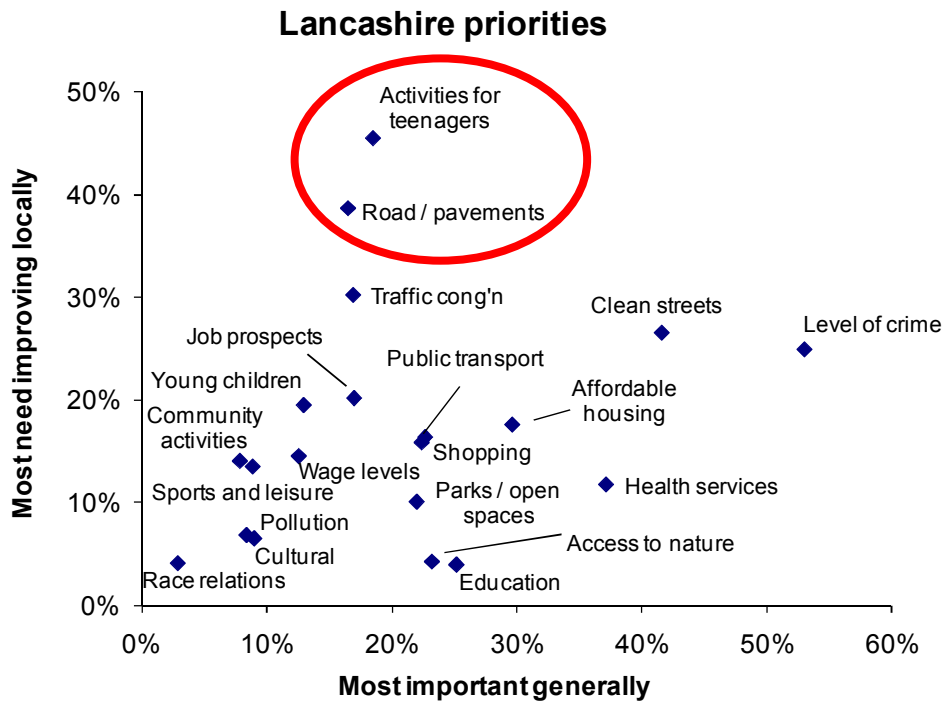 Lancashire priorities
Most need improving locally
50%
40%
30%
20%
10%
0%
Activities for
teenagers
Road / pavements
Traffic cong'n
Clean streets
Level of crime
Job prospects
Public transport
Young children
Affordable
housing
Community
activities
Shopping
Wage levels
Sports and leisure
Parks / open
spaces
Health services
Pollution
Cultural
Access to nature
Race relations
Education
0%
10%
20%
30%
40%
50%
60%
Most important generally